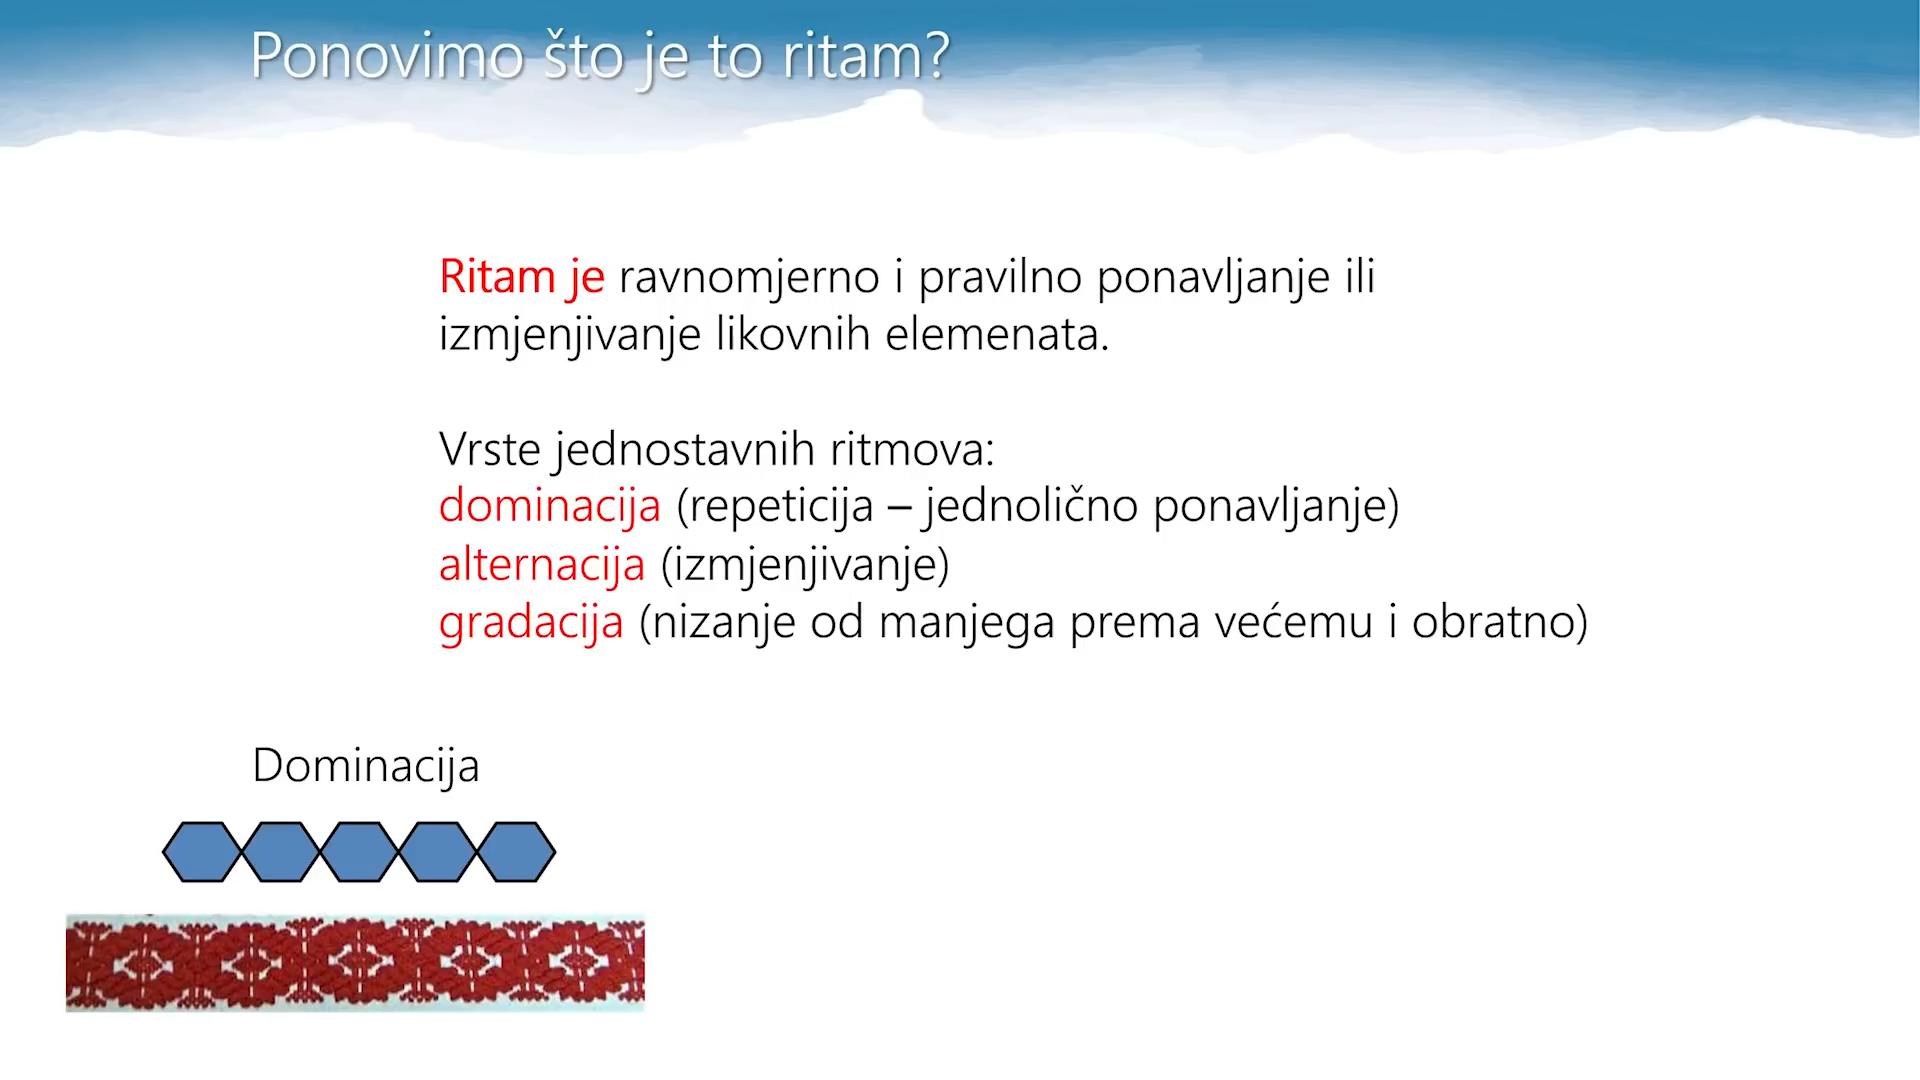 Ponovimo što je to ritam?
Ritam je ravnomjerno i pravilno ponavljanje ili
izmjenjivanje likovnih elemenata.
Vrste jednostavnih ritmova:
dominacija (repeticija – jednolično ponavljanje)
alternacija (izmjenjivanje)
gradacija (nizanje od manjega prema većemu i obratno)
Dominacija